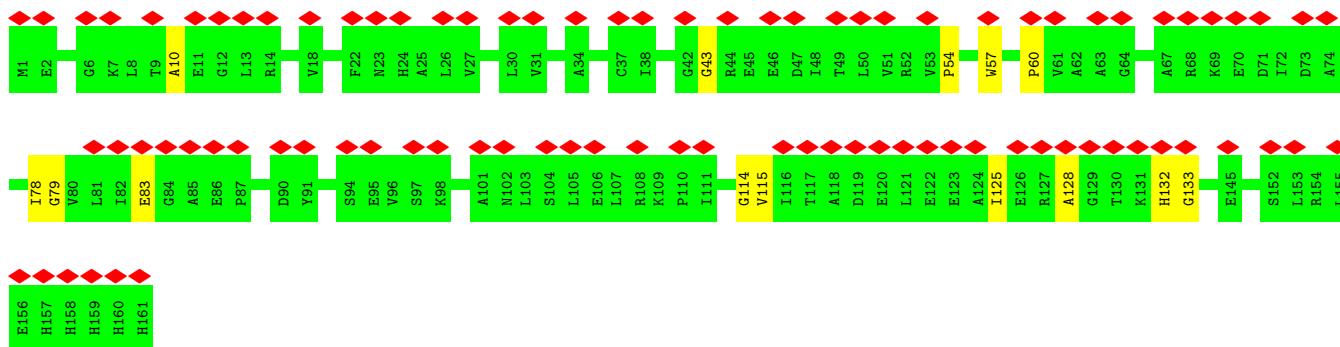 M1 E2 G6 K7 L8 T9 A10 E11 G12 L13 R14 V18 F22 N23 H24 A25 L26 V27 L30 V31 A34 C37 I38 G42 G43 R44 E45 E46 D47 I48 T49 L50 V51 R52 V53 P54 W57 P60 V61 A62 A63 G64 A67 R68 K69 E70 D71 I72 D73 A74
I78 G79 V80 L81 I82 E83 G84 A85 E86 P87 D90 Y91 S94 E95 V96 S97 K98 A101 N102 L103 S104 L105 E106 L107 R108 K109 P110 I111 G114 V115 I116 T117 A118 D119 E120 L121 E122 E123 A124 I125 E126 R127 A128 G129 T130 K131 H132 G133 E145 S152 L153 R154 L155
E156 H157 H158 H159 H160 H161